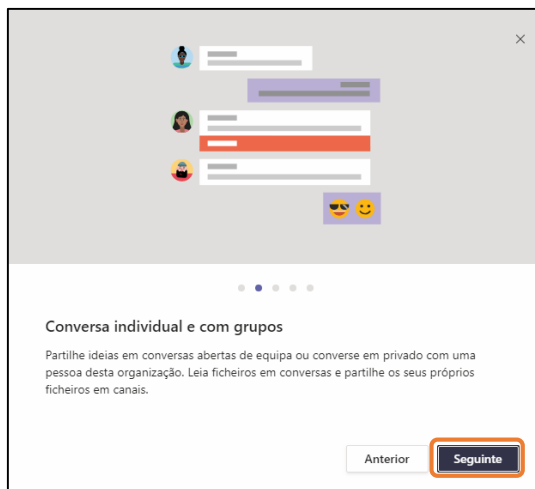 Conversa individual e com grupos
Partilhe ideias em conversas abertas de equipa ou converse em privado com uma
pessoa desta organização. Leia ficheiros em conversas e partilhe os seus próprios
ficheiros em canais.
Anterior
Seguinte